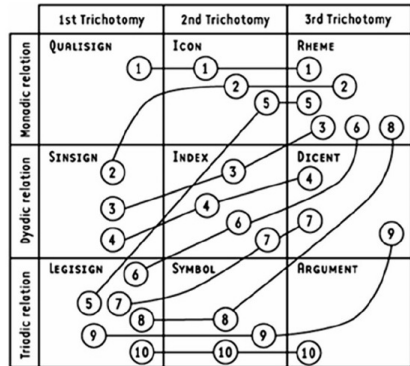 1st Trichotomy 2nd Trichotomy 3rd Trichotomy
Monadic relation
QUALISIGN ICON RHEME
1 1 1
2 2
5 5
3 6 8
2
Dyadic relation
SINSIGN INDEX DICENT
3
4
3 4
6 7
7
9
Triadic relation
LEGISIGN SYMBOL ARGUMENT
6
5 7
8 8
9 9
10 10 10